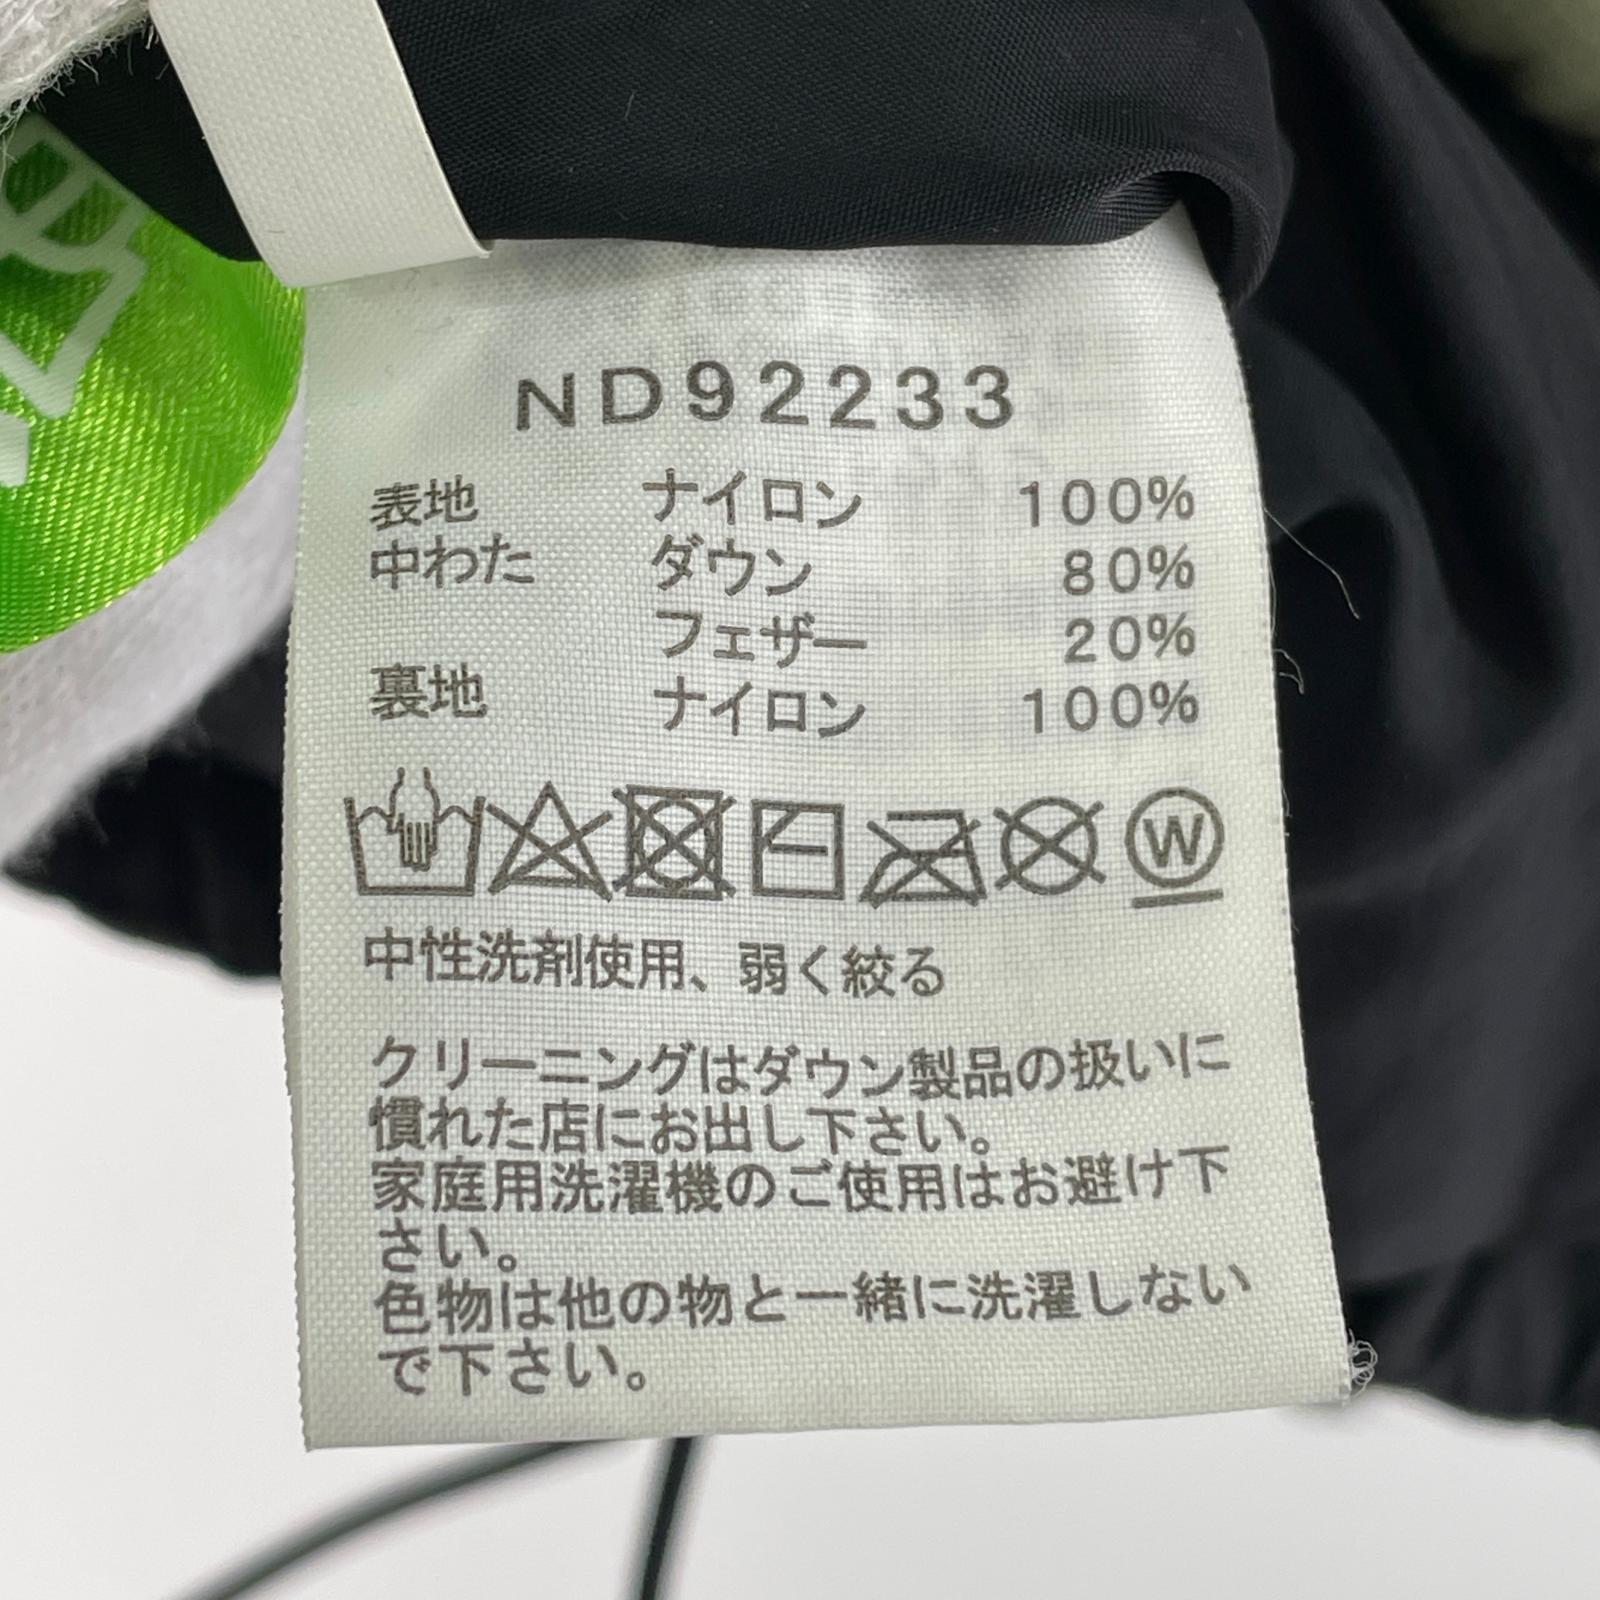 ND92233
表地 ナイロン 100%
中わた ダウン 80%
フェザー 20%
裏地 ナイロン 100%
W
中性洗剤使用、弱く絞る
クリーニングはダウン製品の扱いに
慣れた店にお出し下さい。
家庭用洗濯機のご使用はお避け下
さい。
色物は他の物と一緒に洗濯しない
で下さい。